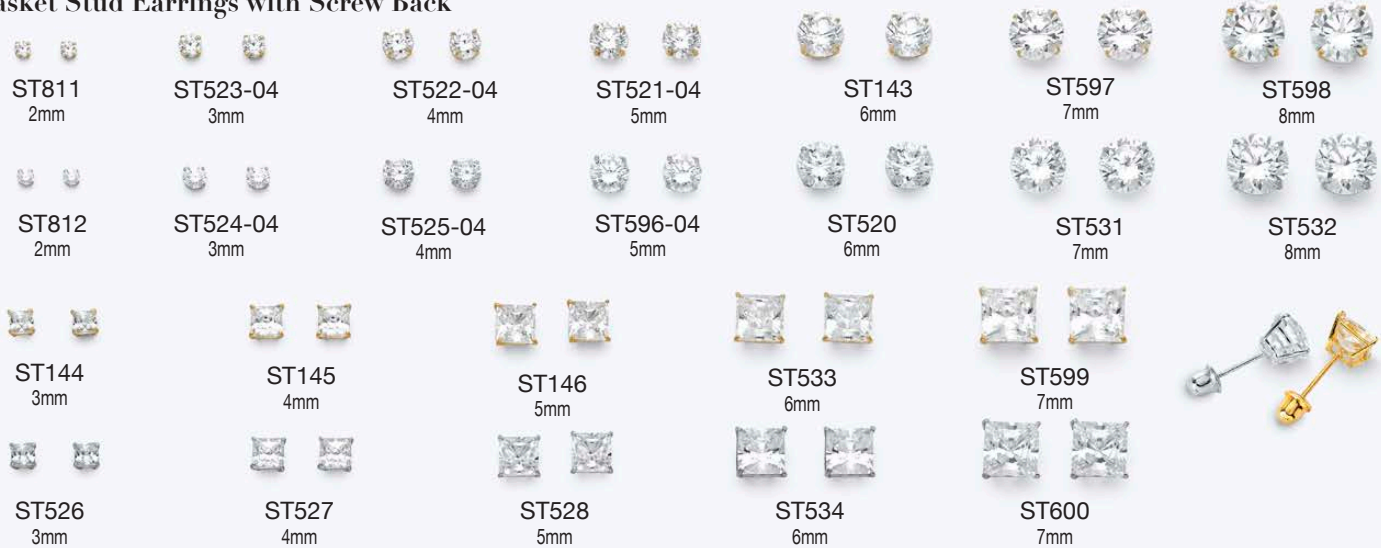 Stud Earrings with Screw Back
ST811 ST523-04 ST522-04 ST521-04 ST143 ST597 ST598
2mm 3mm 4mm 5mm 6mm 7mm 8mm
ST812 ST524-04 ST525-04 ST596-04 ST520 ST531 ST532
2mm 3mm 4mm 5mm 6mm 7mm 8mm
ST144 ST145 ST146 ST533 ST599
3mm 4mm 5mm 6mm 7mm
ST526 ST527 ST528 ST534 ST600
3mm 4mm 5mm 6mm 7mm